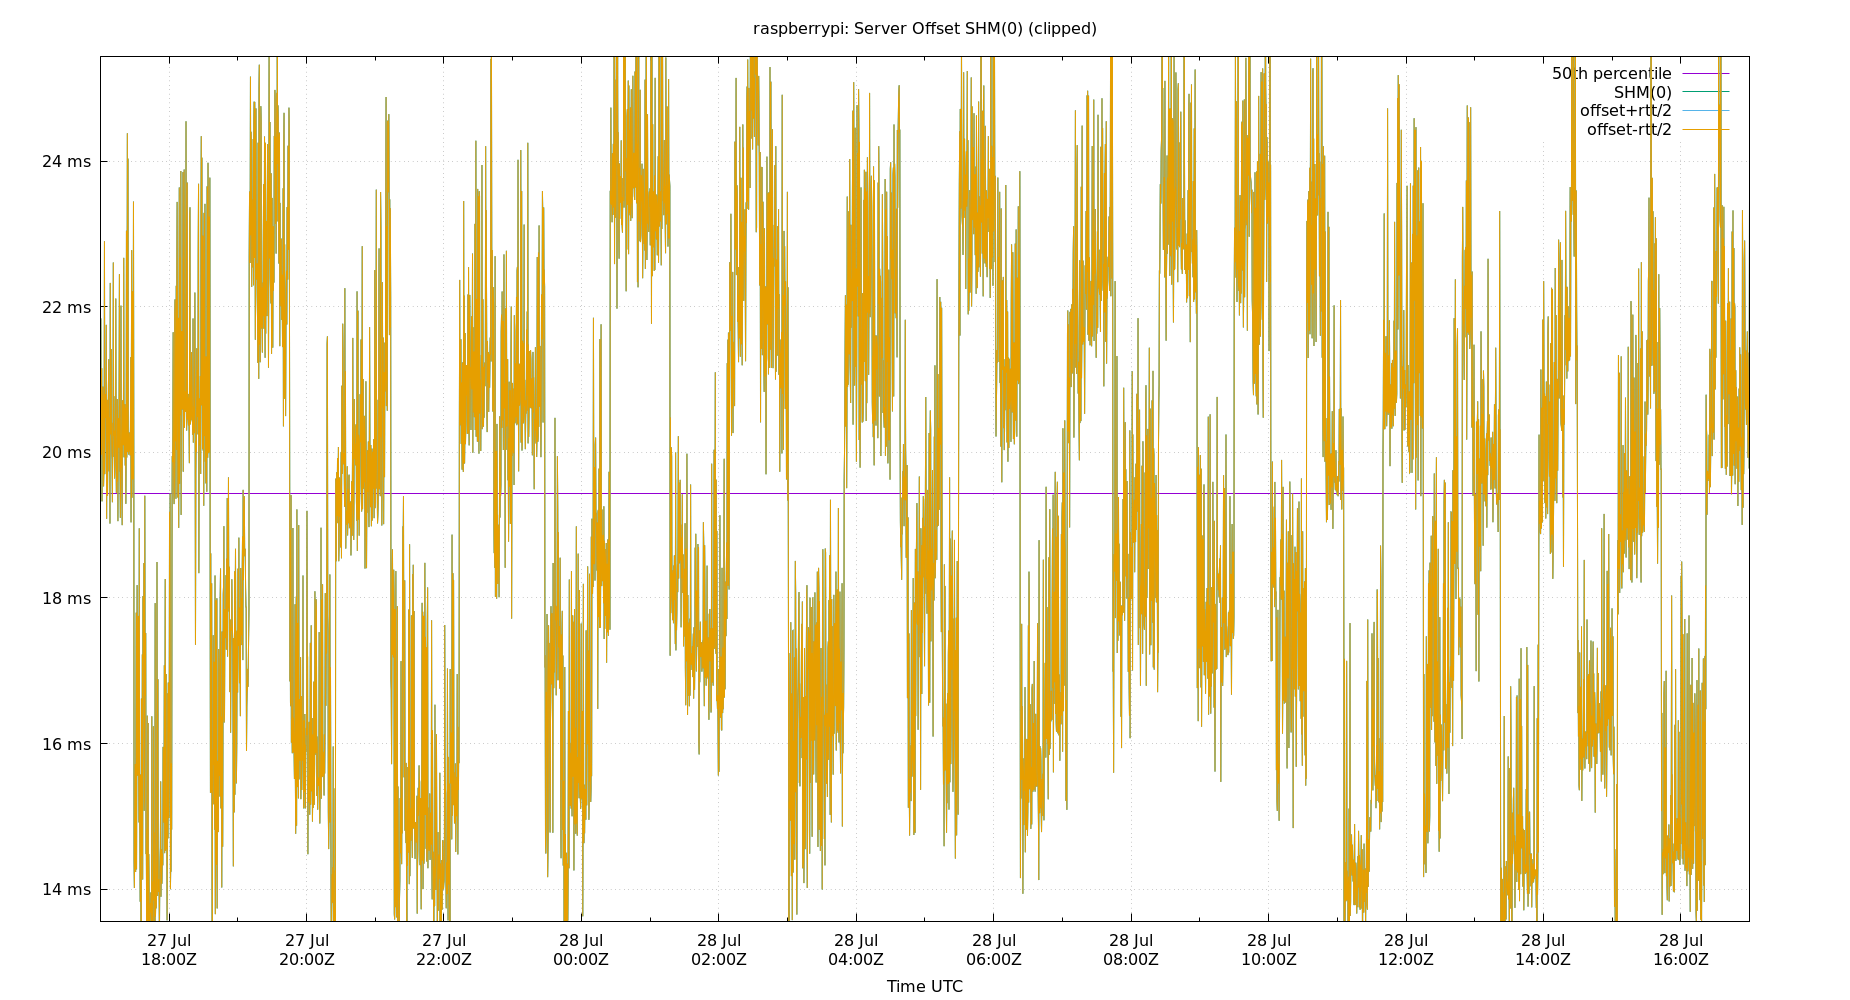 raspberrypi: Server Offset SHM(0) (clipped)
50th percentile
SHM(0)
offset+rtt/2
offset-rtt/2
24 ms
22 ms
20 ms
18 ms
16 ms
14 ms
27 Jul 27 Jul 27 Jul 28 Jul 28 Jul 28 Jul 28 Jul 28 Jul 28 Jul 28 Jul 28 Jul 28 Jul
18:00Z 20:00Z 22:00Z 00:00Z 02:00Z 04:00Z 06:00Z 08:00Z 10:00Z 12:00Z 14:00Z 16:00Z
Time UTC